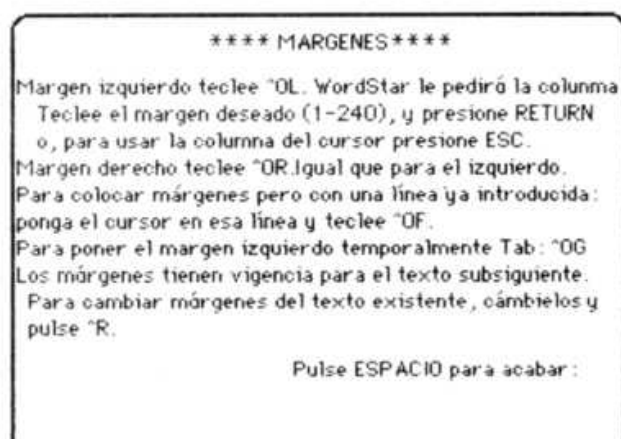 **** MARGENES ****
Margen izquierdo teclee ^OL. WordStar le pedirá la colunma
Teclee el margen deseado (1-240), y presione RETURN
o, para usar la columna del cursor presione ESC.
Margen derecho teclee ^OR.Igual que para el izquierdo.
Para colocar márgenes pero con una línea ya introducida:
ponga el cursor en esa línea y teclee ^OF.
Para poner el margen izquierdo temporalmente Tab: ^OG
Los márgenes tienen vigencia para el texto subsiguiente.
Para cambiar márgenes del texto existente, cámbielos y
pulse ^R.
Pulse ESPACIO para acabar: